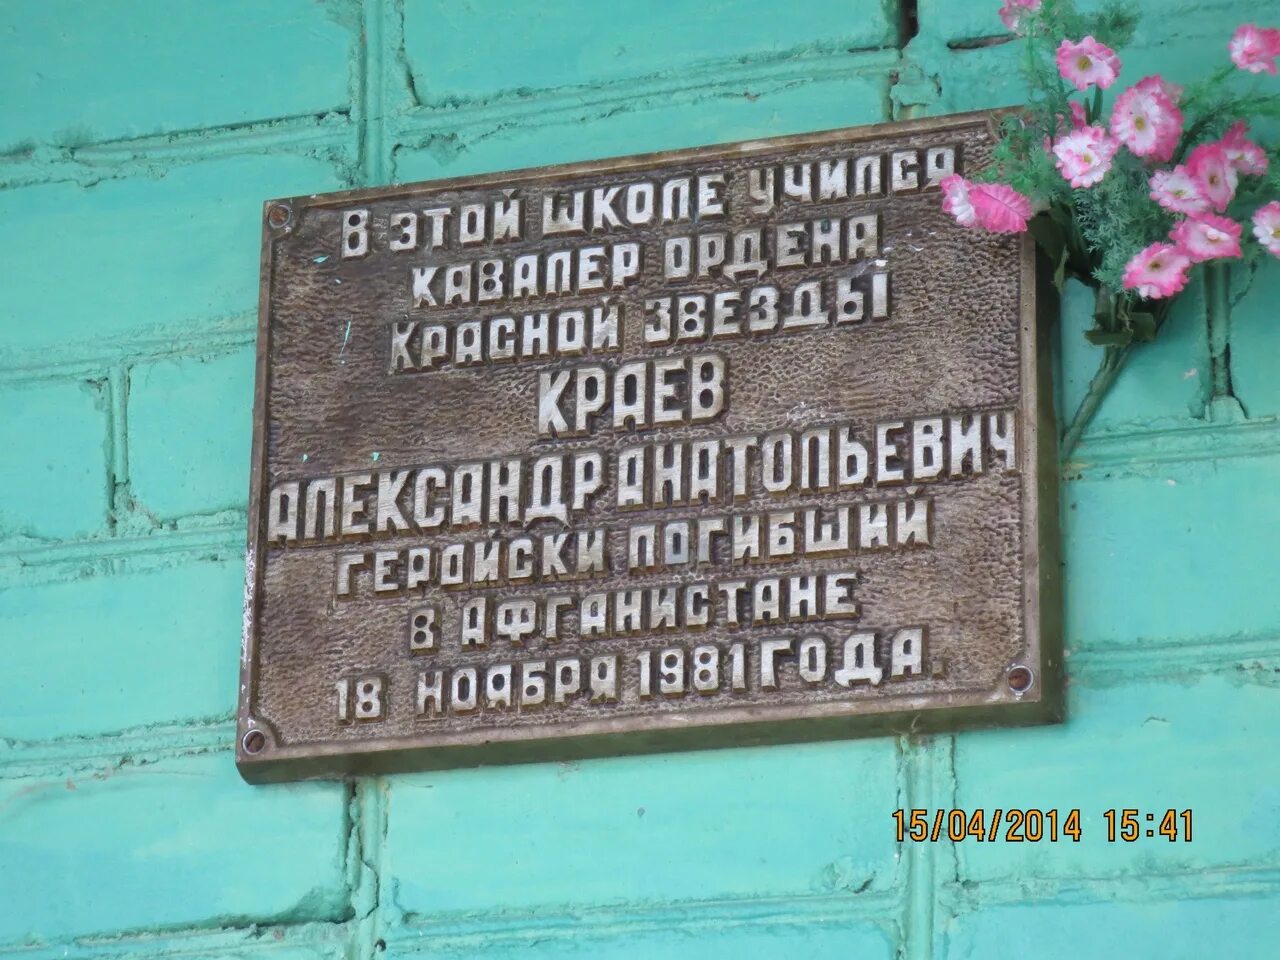 В ЭТОЙ ШКОЛЕ УЧИЛСЯ
КАВАЛЕР ОРДЕНА
КРАСНОЙ ЗВЕЗДЫ
КРАЕВ
АЛЕКСАНДР АНАТОЛЬЕВИЧ
ГЕРОЙСКИ ПОГИБШИЙ
В АФГАНИСТАНЕ
18 НОЯБРЯ 1981 ГОДА.
15/04/2014 15:41